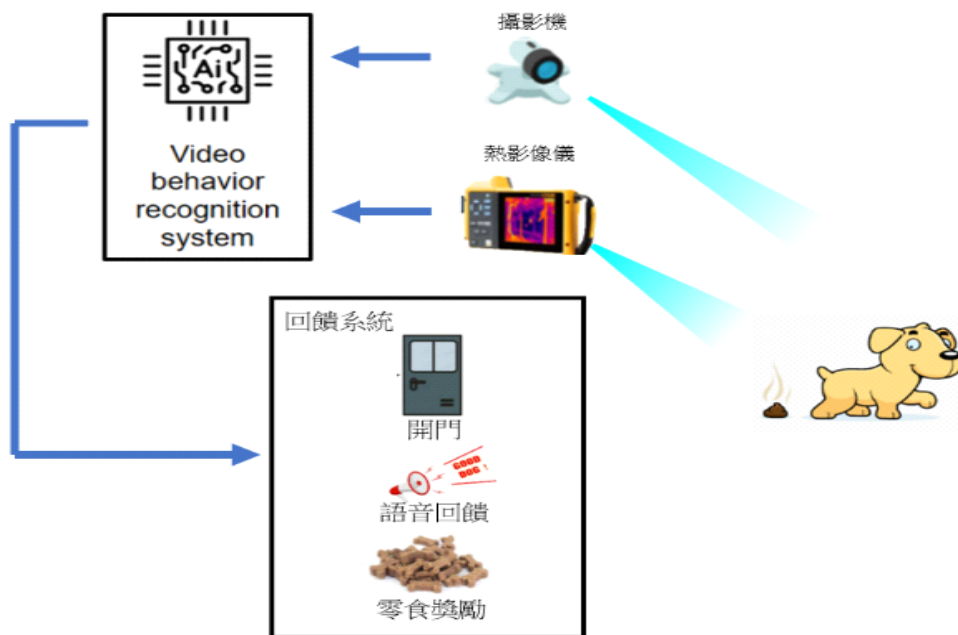 攝影機
Ai
Video
behavior
recognition
system
熱影像儀
回饋系統
開門
GOOD
DOG !
語音回饋
零食獎勵